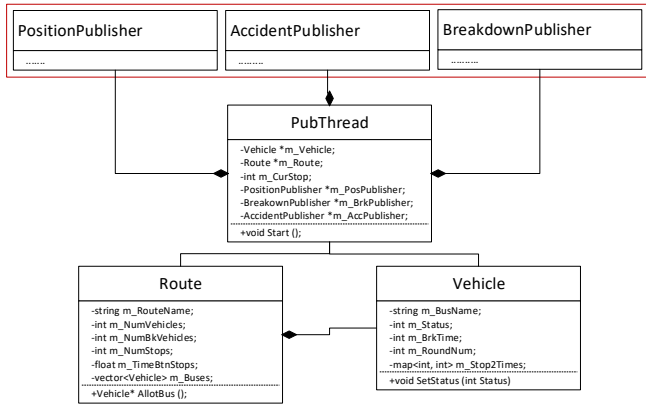 PositionPublisher
.......
AccidentPublisher
.........
BreakdownPublisher
..........
PubThread
-Vehicle *m_Vehicle;
-Route *m_Route;
-int m_CurStop;
-PositionPublisher *m_PosPublisher;
-BreakownPublisher *m_BrkPublisher;
-AccidentPublisher *m_AccPublisher;
+void Start ();
Route
-string m_RouteName;
-int m_NumVehicles;
-int m_NumBkVehicles;
-int m_NumStops;
-float m_TimeBtnStops;
-vector<Vehicle> m_Buses;
+Vehicle* AllotBus ();
Vehicle
-string m_BusName;
-int m_Status;
-int m_BrkTime;
-int m_RoundNum;
-map<int, int> m_Stop2Times;
+void SetStatus (int Status)